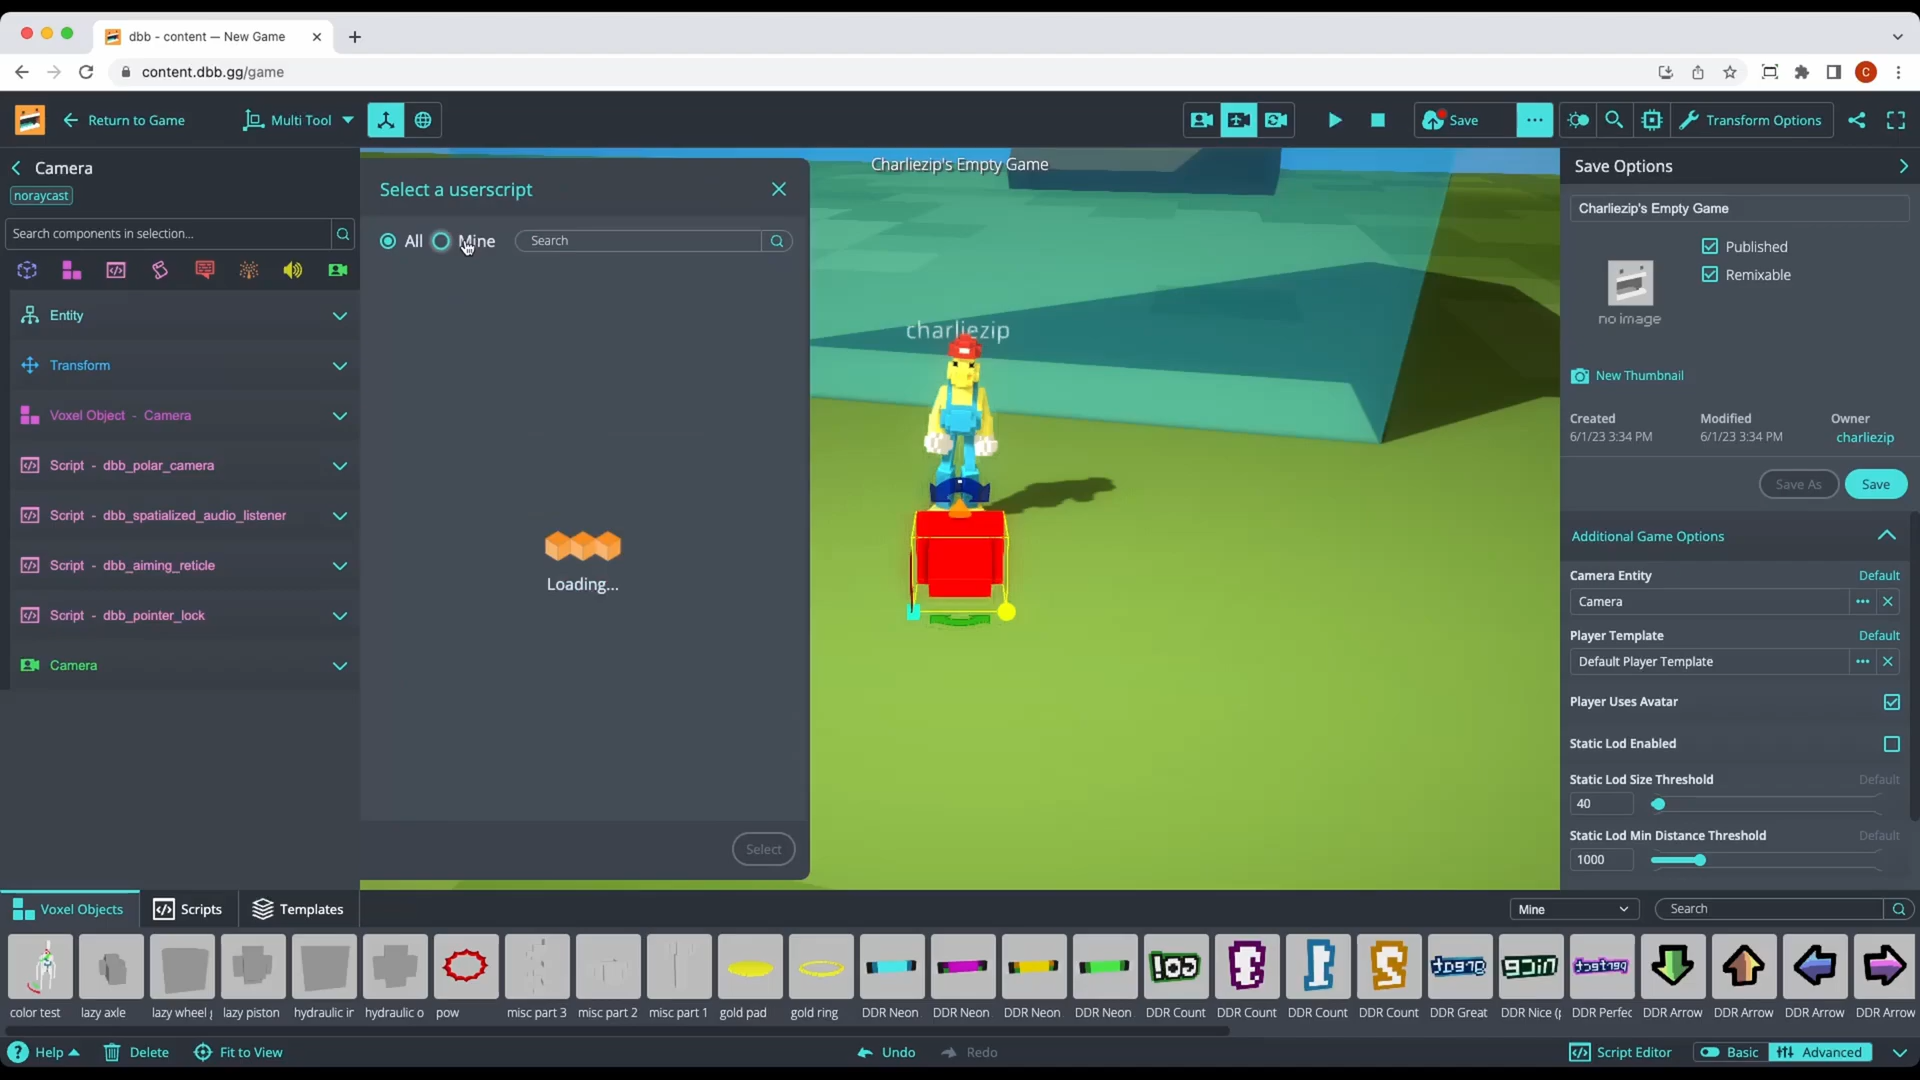 dbb - content — New Game
content.dbb.gg/game
C
Return to Game
Multi Tool
Save
Transform Options
Camera
noraycast
Search components in selection...
Entity
Transform
Voxel Object - Camera
Script - dbb_polar_camera
Script - dbb_spatialized_audio_listener
Script - dbb_aiming_reticle
Script - dbb_pointer_lock
Camera
Select a userscript
All
Mine
Search
Loading...
Select
Charliezip's Empty Game
charliezip
Save Options
Charliezip's Empty Game
Published
Remixable
no image
New Thumbnail
Created
Modified
Owner
6/1/23 3:34 PM
6/1/23 3:34 PM
charliezip
Save As
Save
Additional Game Options
Camera Entity
Default
Camera
Player Template
Default
Default Player Template
Player Uses Avatar
Static Lod Enabled
Static Lod Size Threshold
Default
40
Static Lod Min Distance Threshold
Default
1000
Voxel Objects
Scripts
Templates
Mine
Search
color test
lazy axle
lazy wheel
lazy piston
hydraulic ir
hydraulic o
pow
misc part 3
misc part 2
misc part 1
gold pad
gold ring
DDR Neon
DDR Neon
DDR Neon
DDR Neon
DDR Count
DDR Count
DDR Count
DDR Count
DDR Great
DDR Nice (p
DDR Perfec
DDR Arrow
DDR Arrow
DDR Arrow
DDR Arrow
Help
Delete
Fit to View
Undo
Redo
Script Editor
Basic
Advanced